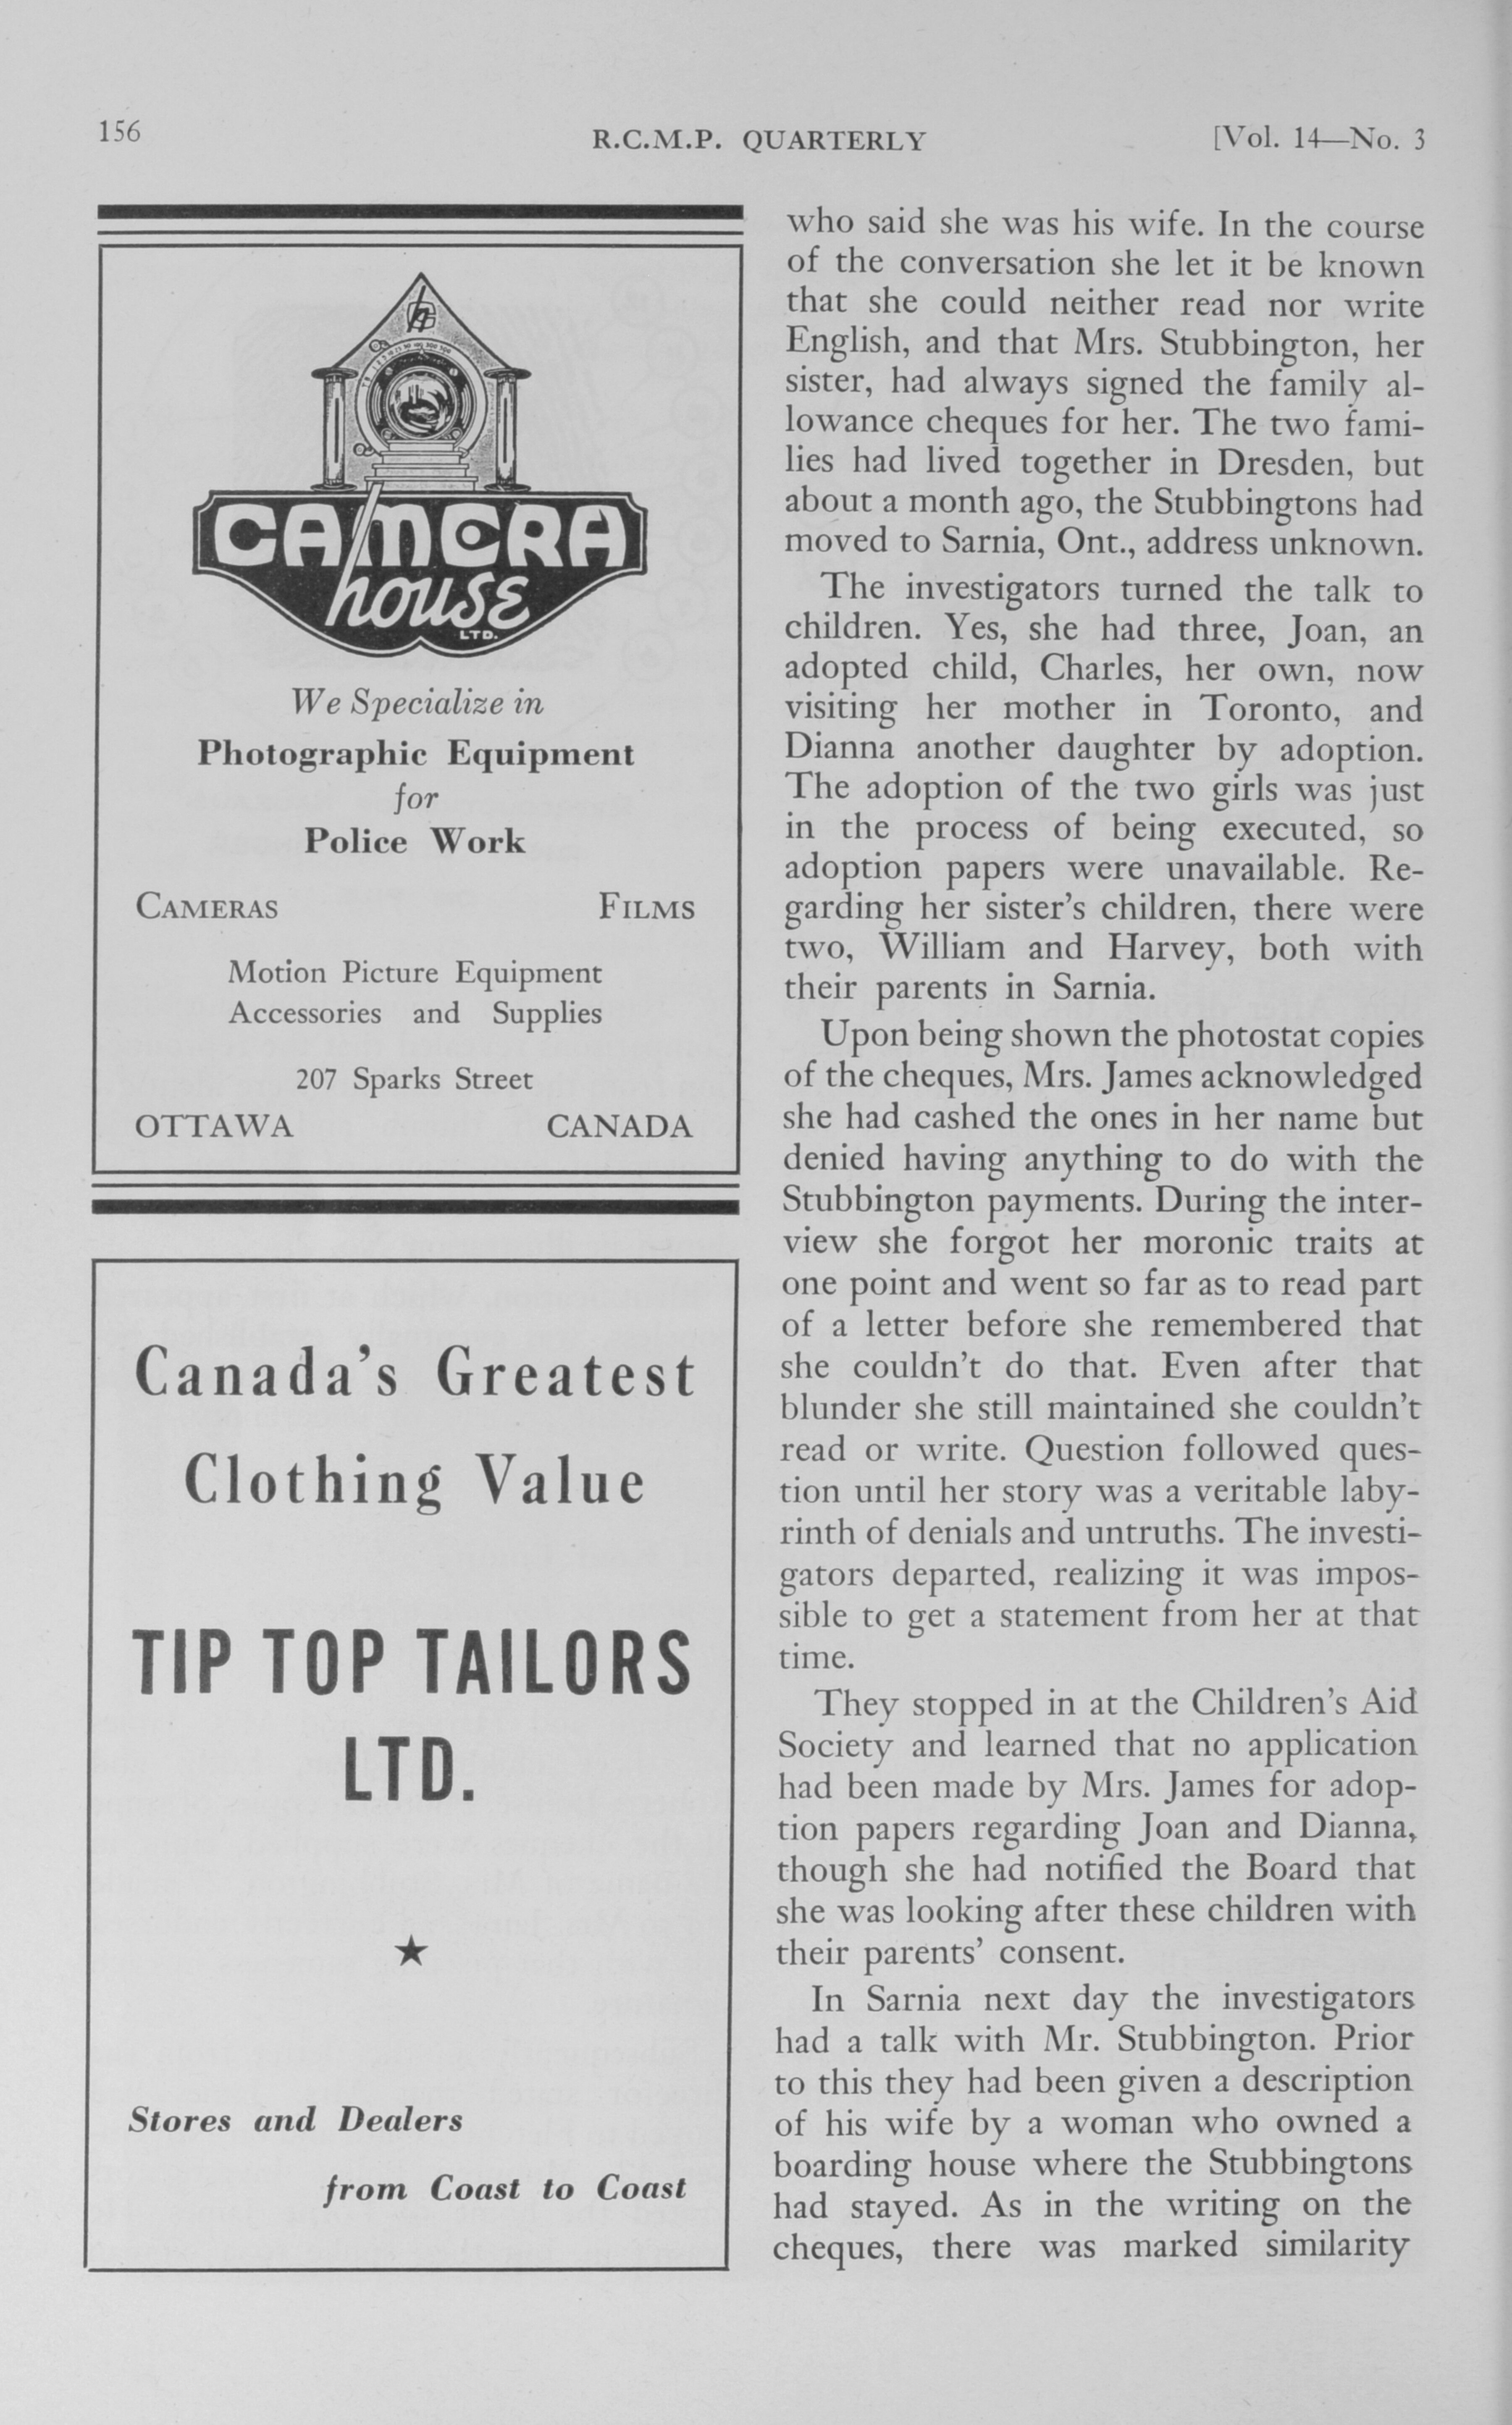 156
R.C.M.P. QUARTERLY
[Vol. 14—No. 3
CAMERA
house
LTD.
We Specialize in
Photographic Equipment
for
Police Work
CAMERAS FILMS
Motion Picture Equipment
Accessories and Supplies
207 Sparks Street
OTTAWA CANADA
Canada's Greatest
Clothing Value
TIP TOP TAILORS
LTD.
★
Stores and Dealers
from Coast to Coast
who said she was his wife. In the course
of the conversation she let it be known
that she could neither read nor write
English, and that Mrs. Stubbington, her
sister, had always signed the family al-
lowance cheques for her. The two fami-
lies had lived together in Dresden, but
about a month ago, the Stubbingtons had
moved to Sarnia, Ont., address unknown.
The investigators turned the talk to
children. Yes, she had three, Joan, an
adopted child, Charles, her own, now
visiting her mother in Toronto, and
Dianna another daughter by adoption.
The adoption of the two girls was just
in the process of being executed, so
adoption papers were unavailable. Re-
garding her sister's children, there were
two, William and Harvey, both with
their parents in Sarnia.
Upon being shown the photostat copies
of the cheques, Mrs. James acknowledged
she had cashed the ones in her name but
denied having anything to do with the
Stubbington payments. During the inter-
view she forgot her moronic traits at
one point and went so far as to read part
of a letter before she remembered that
she couldn't do that. Even after that
blunder she still maintained she couldn't
read or write. Question followed ques-
tion until her story was a veritable laby-
rinth of denials and untruths. The investi-
gators departed, realizing it was impos-
sible to get a statement from her at that
time.
They stopped in at the Children's Aid
Society and learned that no application
had been made by Mrs. James for adop-
tion papers regarding Joan and Dianna,
though she had notified the Board that
she was looking after these children with
their parents' consent.
In Sarnia next day the investigators
had a talk with Mr. Stubbington. Prior
to this they had been given a description
of his wife by a woman who owned a
boarding house where the Stubbingtons
had stayed. As in the writing on the
cheques, there was marked similarity